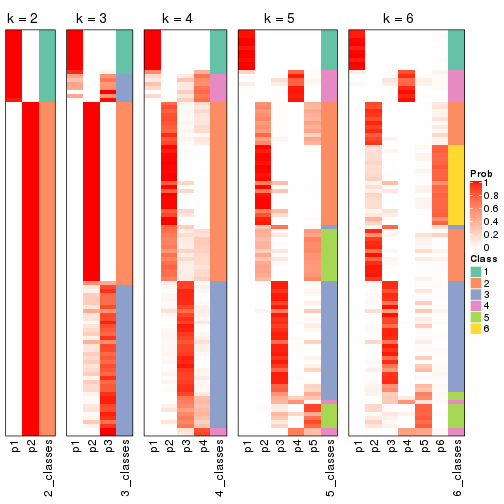 k = 2
k = 3
k = 4
k = 5
k = 6
Prob
1
0.8
0.6
0.4
0.2
0
Class
1
2
3
4
5
6
p1
p2
2_classes
p1
p2
p3
3_classes
p1
p2
p3
p4
4_classes
p1
p2
p3
p4
p5
5_classes
p1
p2
p3
p4
p5
p6
6_classes